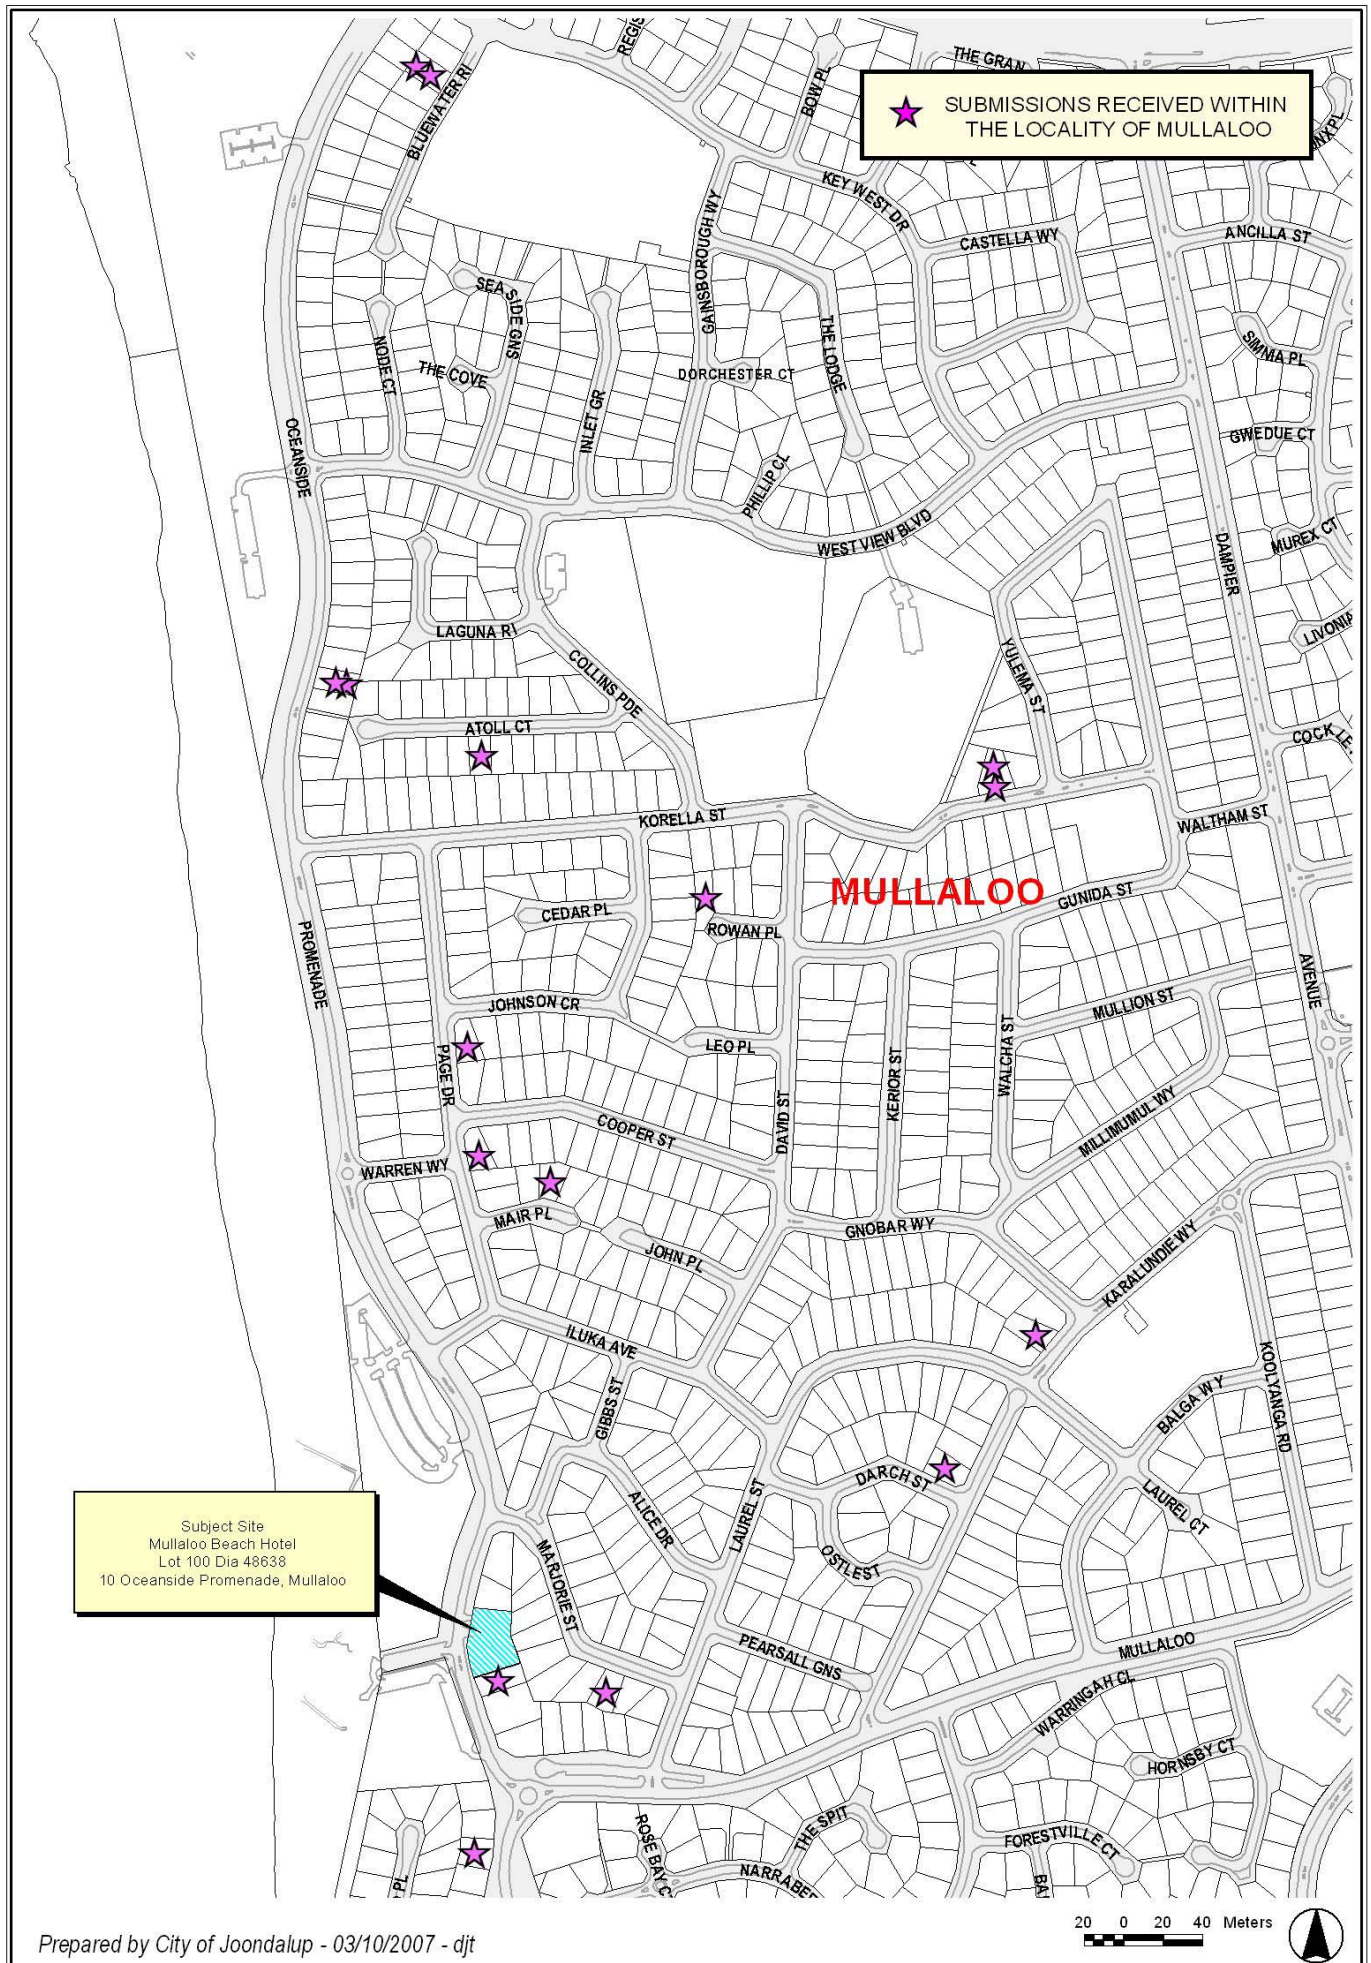 THE GRAN
BOW PL
BLUEWATER RI
SUBMISSIONS RECEIVED WITHIN
THE LOCALITY OF MULLALOO
KEY WEST DR
GAINSBOROUGH WY
CASTELLA WY
ANCILLA ST
SEA SIDE GNS
NODE CT
THE COVE
INLET GR
DORCHESTER CT
THE LODGE
SIMMA PL
GWEDUE CT
OCEANSIDE
PHILLIP CL
WEST VIEW BLVD
DAMPIER
MUREX CT
LIVONIA
LAGUNA RI
COLLINS PDE
YULEMA ST
ATOLL CT
COCKLE
KORELLA ST
WALTHAM ST
MULLALOO
CEDAR PL
ROWAN PL
GUNIDA ST
PROMENADE
AVENUE
JOHNSON CR
LEO PL
MULLION ST
PAGE DR
KERIOR ST
WALCHA ST
DAVID ST
COOPER ST
MILLIMUMUL WY
WARREN WY
MAIR PL
JOHN PL
GNOBAR WY
KARALUNDIE WY
ILUKA AVE
GIBBS ST
KOOLYANGA RD
BALGA WY
DARCH ST
LAUREL ST
ALICE DR
LAUREL CT
OSTLE ST
MARJORIE ST
Subject Site
Mullaloo Beach Hotel
Lot 100 Dia 48638
10 Oceanside Promenade, Mullaloo
PEARSALL GNS
MULLALOO
WARRINGAH CL
HORNSBY CT
THE SPIT
FORESTVILLE CT
ROSE BAY C
NARRABE
BA
PL
20 0 20 40 Meters
Prepared by City of Joondalup - 03/10/2007 - djt